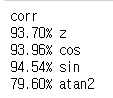 corr
93.70% z
93.96% cos
94.54% sin
79.60% atan2